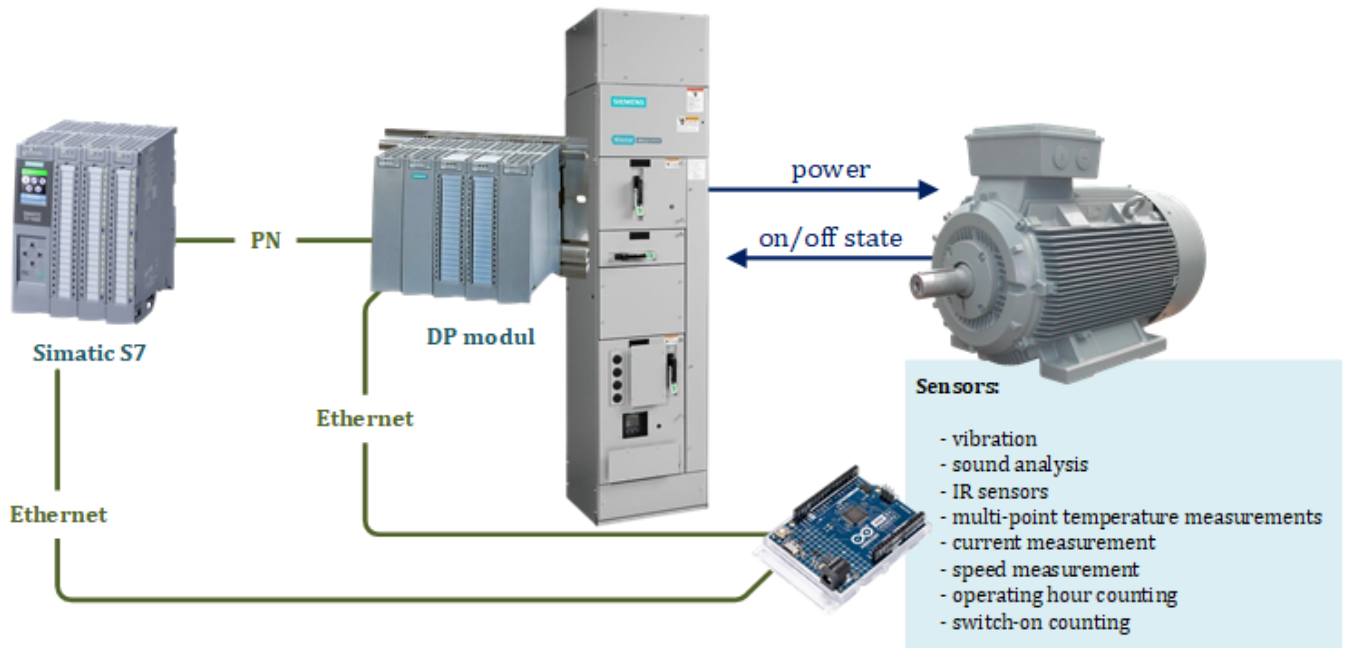 SIEMENS
power
PN
on/off state
DP modul
Simatic S7
Sensors:
Ethernet
- vibration
- sound analysis
- IR sensors
- multi-point temperature measurements
- current measurement
- speed measurement
- operating hour counting
- switch-on counting
Ethernet